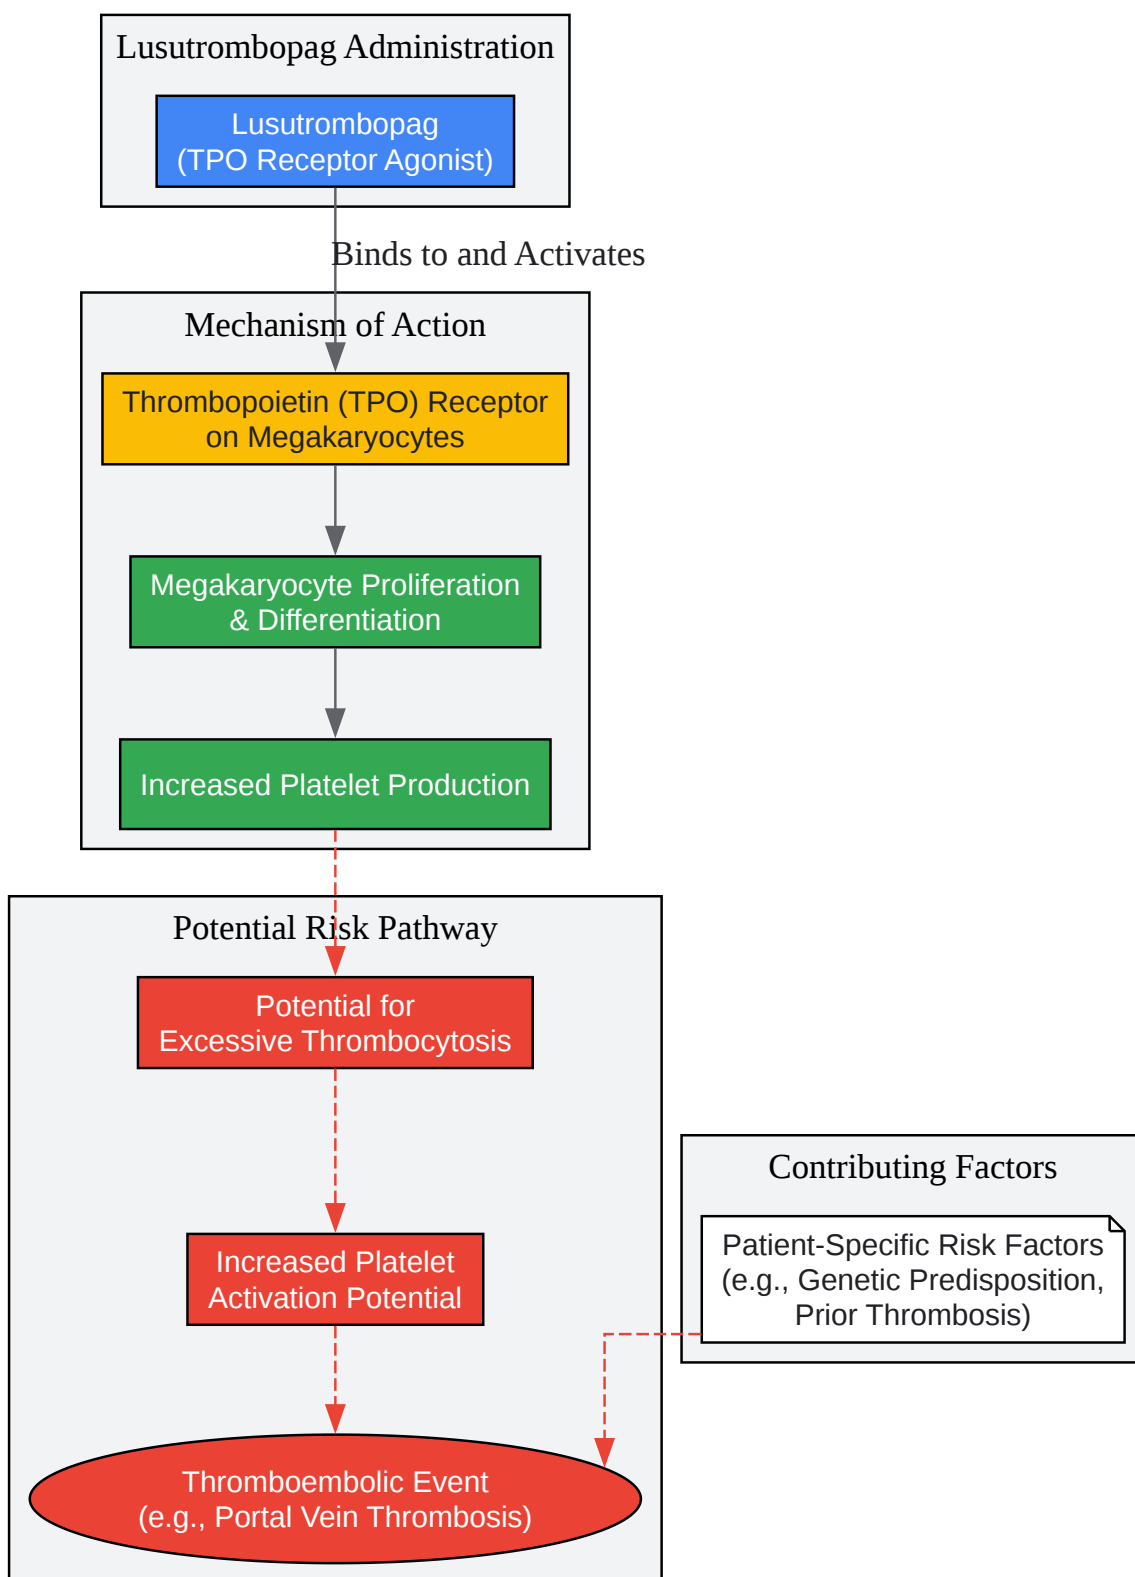 Lusutrombopag Administration
Lusutrombopag
(TPO Receptor Agonist)
Binds to and Activates
Mechanism of Action
Thrombopoietin (TPO) Receptor
on Megakaryocytes
Megakaryocyte Proliferation
& Differentiation
Increased Platelet Production
Potential Risk Pathway
Potential for
Excessive Thrombocytosis
Increased Platelet
Activation Potential
Contributing Factors
Patient-Specific Risk Factors
(e.g., Genetic Predisposition,
Prior Thrombosis)
Thromboembolic Event
(e.g., Portal Vein Thrombosis)